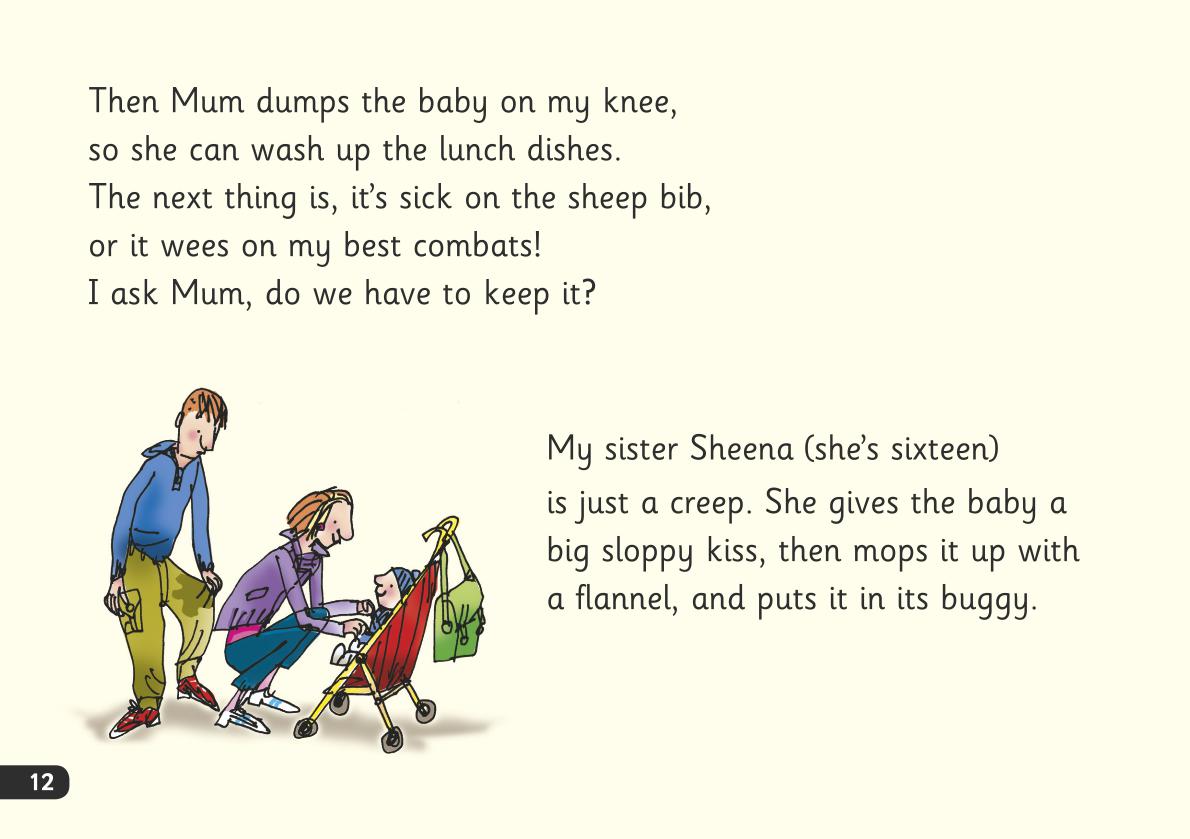 Then Mum dumps the baby on my knee,
so she can wash up the lunch dishes.
The next thing is, it's sick on the sheep bib,
or it wees on my best combats!
I ask Mum, do we have to keep it?
My sister Sheena (she's sixteen)
is just a creep. She gives the baby a
big sloppy kiss, then mops it up with
a flannel, and puts it in its buggy.
12